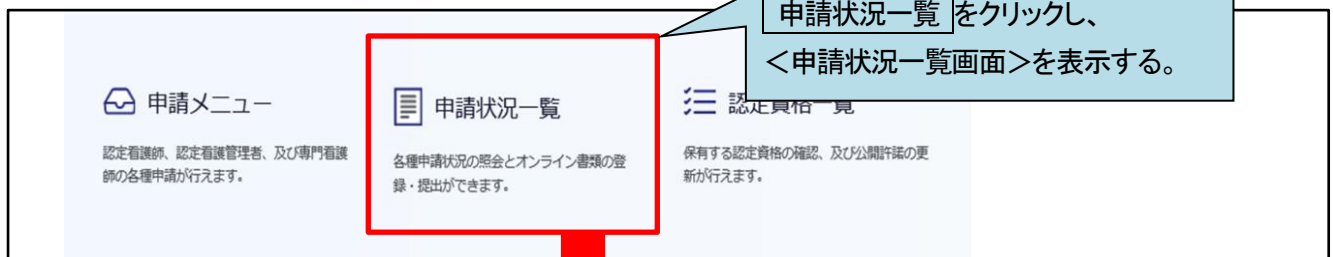 申請状況一覧 をクリックし、
<申請状況一覧画面>を表示する。
申請メニュー
認定看護師、認定看護管理者、及び専門看護
師の各種申請が行えます。
申請状況一覧
各種申請状況の照会とオンライン書類の登
録・提出ができます。
認定資格一覧
保有する認定資格の確認、及び公開許諾の更
新が行えます。